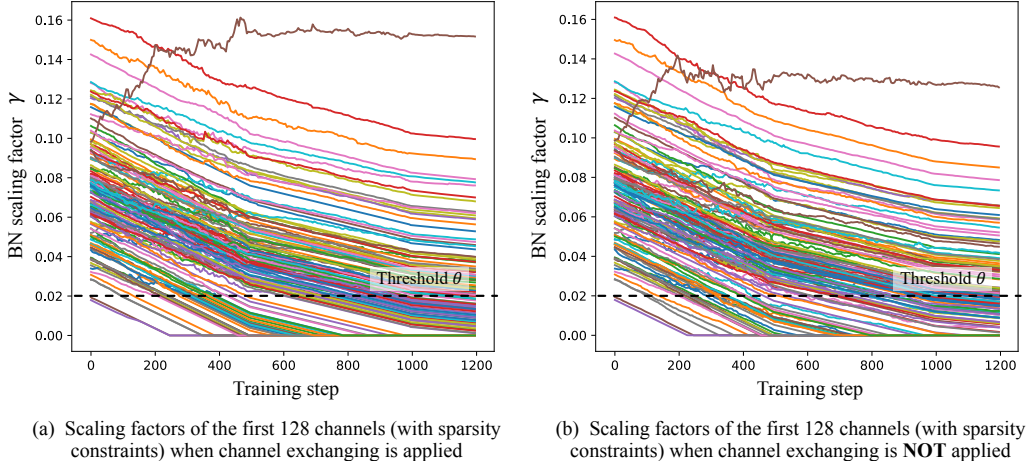 0.16
0.14
0.12
0.10
0.08
0.06
0.04
0.02
0.00
BN scaling factor γ
Threshold θ
0 200 400 600 800 1000 1200
Training step
(a) Scaling factors of the first 128 channels (with sparsity
constraints) when channel exchanging is applied
0.16
0.14
0.12
0.10
0.08
0.06
0.04
0.02
0.00
BN scaling factor γ
Threshold θ
0 200 400 600 800 1000 1200
Training step
(b) Scaling factors of the first 128 channels (with sparsity
constraints) when channel exchanging is NOT applied